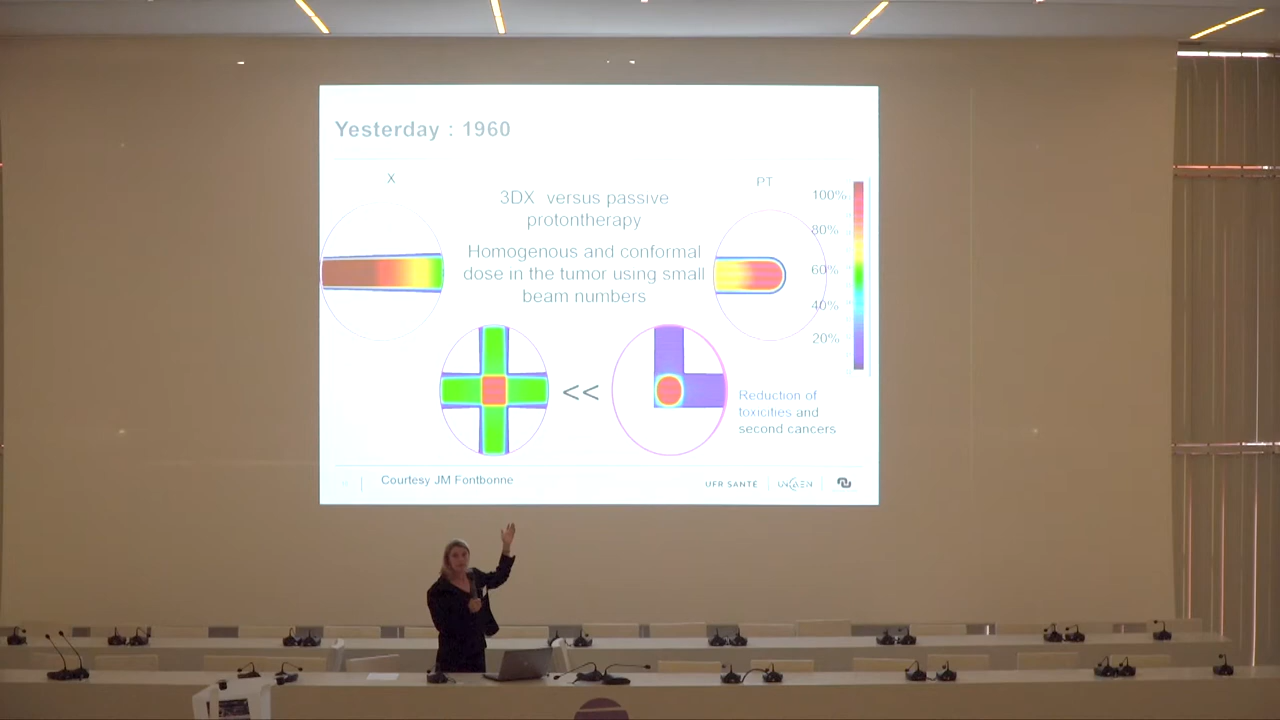 Yesterday : 1960
X
3DX versus passive
protontherapy
PT
Homogenous and conformal
dose in the tumor using small
beam numbers
100%
80%
60%
40%
20%
<<
Reduction of
toxicities and
second cancers
Courtesy JM Fontbonne
UFR SANTÉ